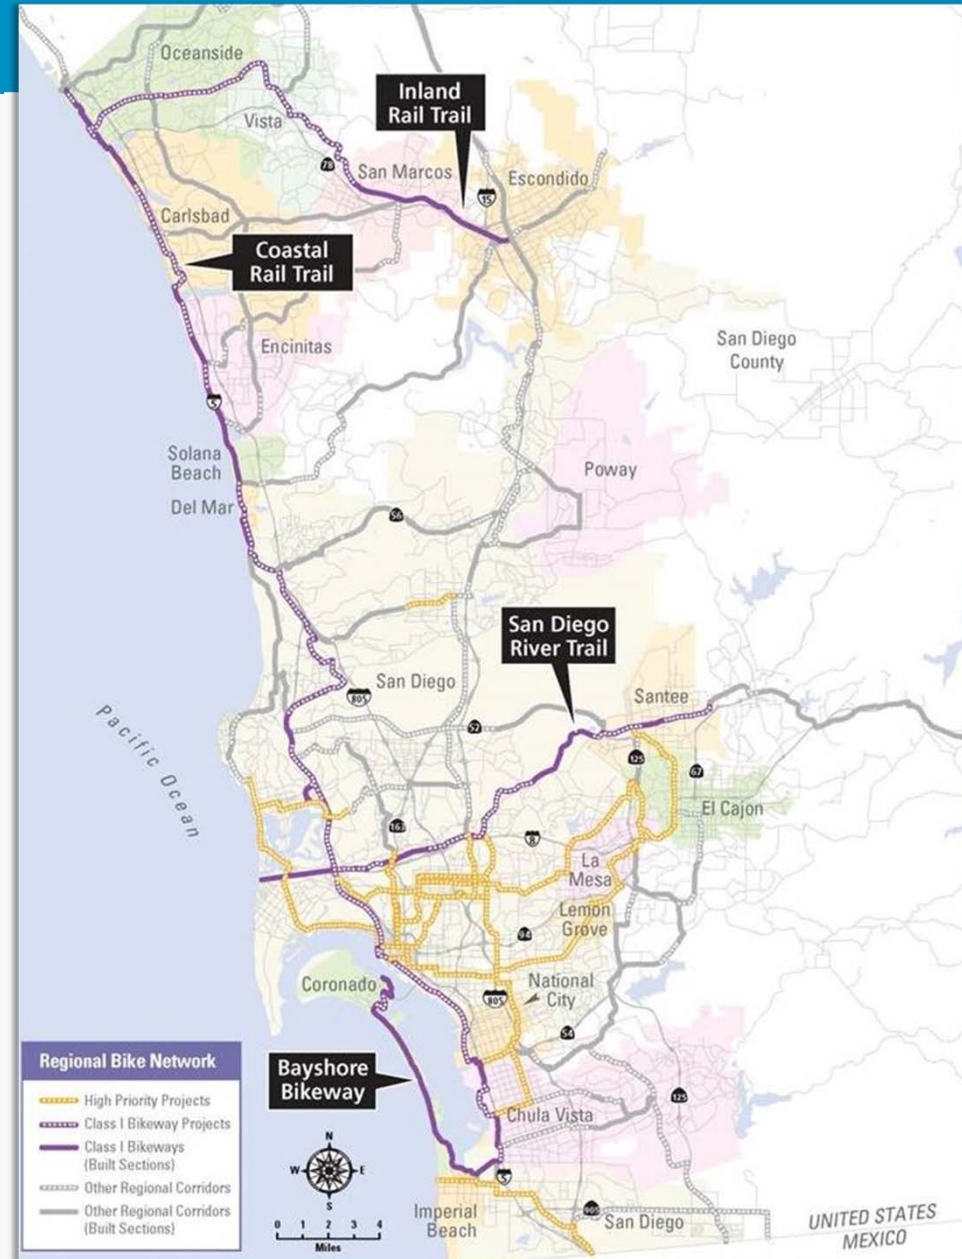 Oceanside
Inland
Rail Trail
Vista
78
San Marcos
15
Escondido
Carlsbad
Coastal
Rail Trail
Encinitas
San Diego
County
5
Solana
Beach
Poway
Del Mar
56
San Diego
River Trail
San Diego
805
Santee
52
Pacific Ocean
125
67
El Cajon
163
8
La
Mesa
Lemon
Grove
94
Coronado
National
City
805
54
Regional Bike Network
High Priority Projects
Class I Bikeway Projects
Class I Bikeways
(Built Sections)
Other Regional Corridors
Other Regional Corridors
(Built Sections)
Bayshore
Bikeway
Chula Vista
125
N
W E
S
0 1 2 3 4
Miles
5
Imperial
Beach
905
San Diego
UNITED STATES
MEXICO